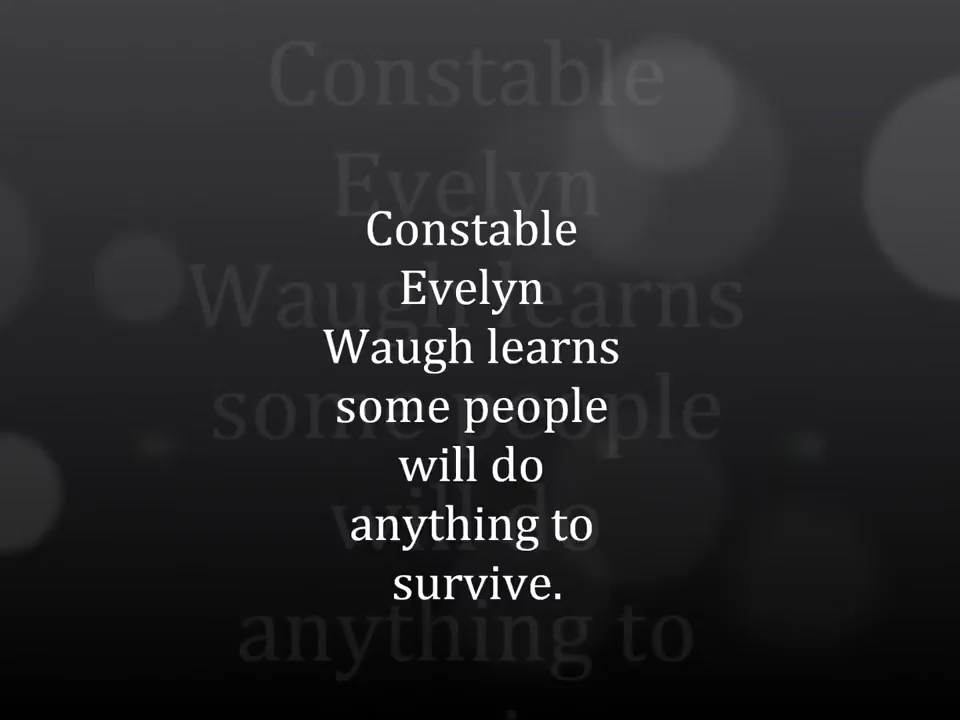 Constable
Evelyn
Waugh learns
some people
will do
anything to
survive.